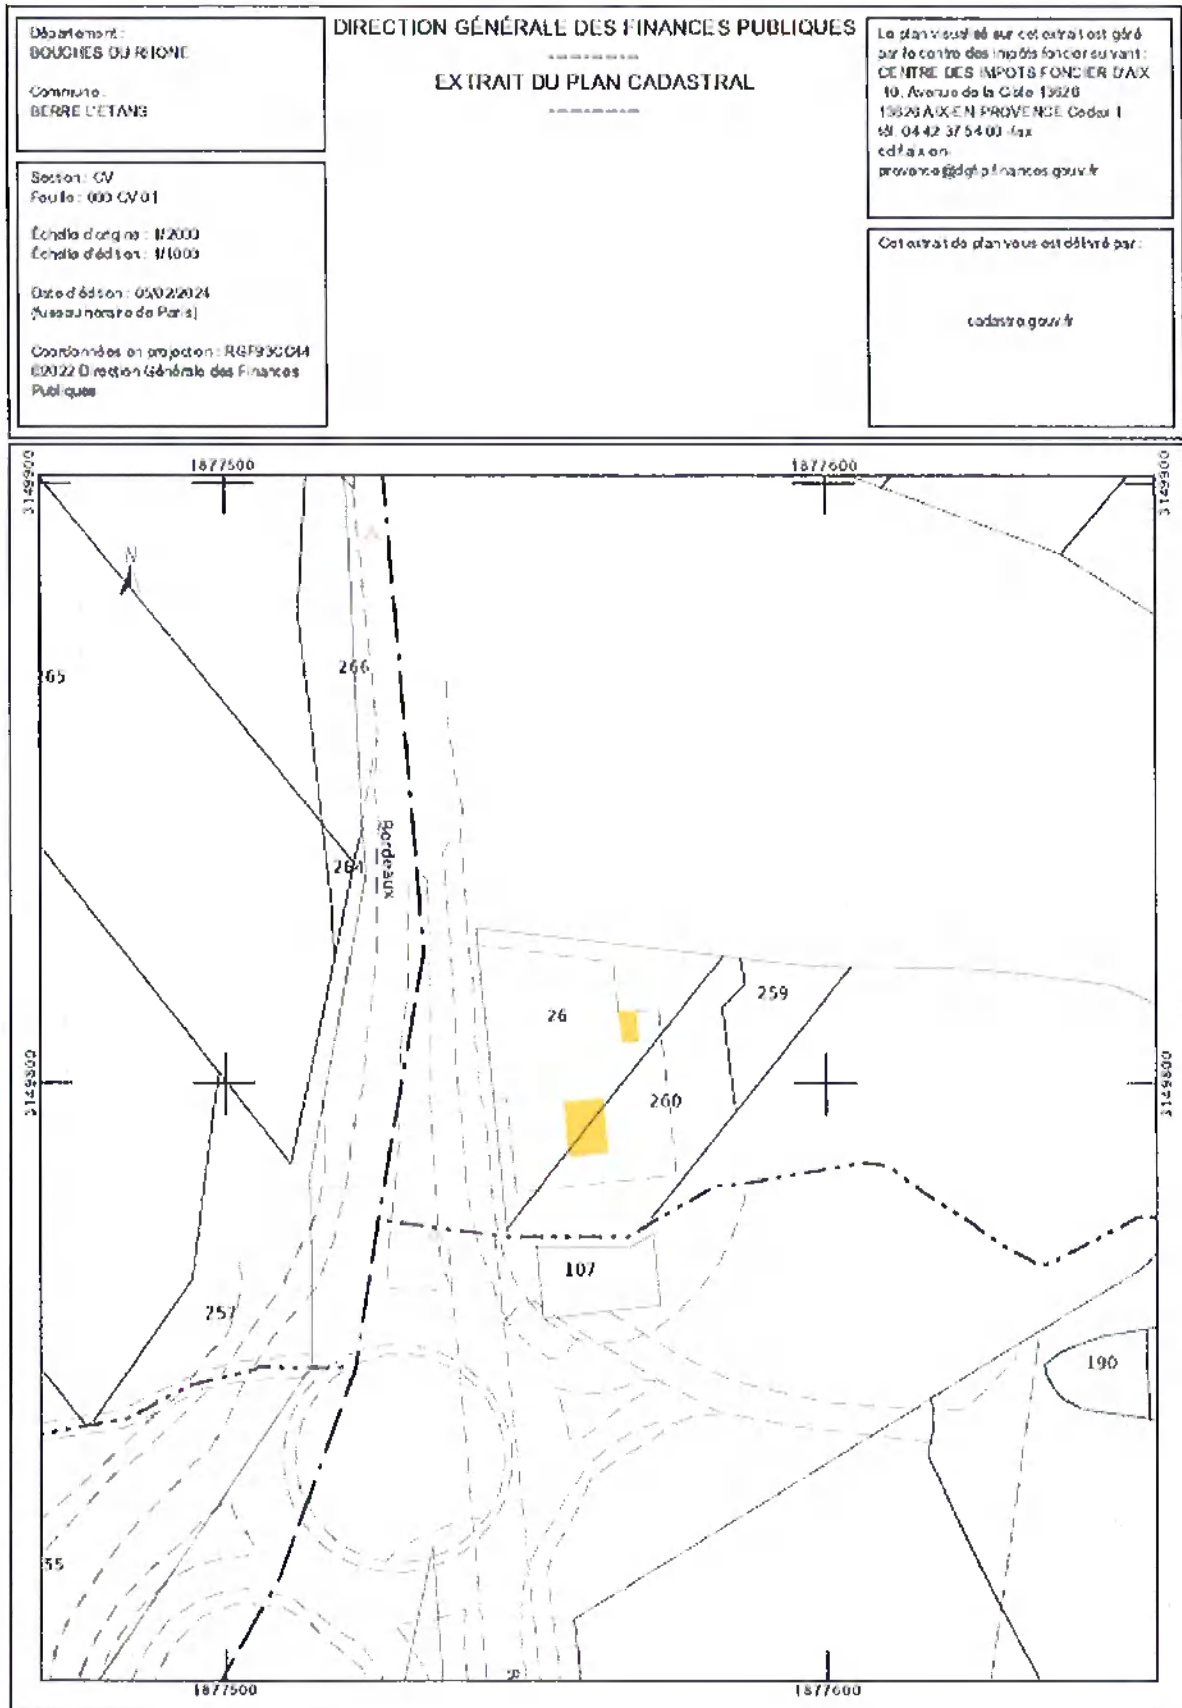 Département :
BOUCHES DU RHONE
Commune :
BERRE L'ETANG
Section : CV
Feuille : 000 CV 01
Échelle d'origine : 1/2000
Échelle d'édition : 1/1000
Date d'édition : 05/02/2024
(fuseau horaire de Paris)
Coordonnées en projection : RGF93CC44
©2022 Direction Générale des Finances
Publiques
DIRECTION GÉNÉRALE DES FINANCES PUBLIQUES
------------
EXTRAIT DU PLAN CADASTRAL
------------
Le plan visualisé sur cet extrait est géré
par le centre des impôts foncier suivant :
CENTRE DES IMPOTS FONCIER D'AIX
10, Avenue de la Cible 13626
13626 AIX-EN-PROVENCE Cedex 1
tél. 04 42 37 54 00 -fax
cdif.aix-en-
provence@dgfip.finances.gouv.fr
Cet extrait de plan vous est délivré par :
cadastre.gouv.fr
1877500
1877600
3149900
3149900
N
265
266
264
Bordeaux
26
259
260
3149800
3149800
107
257
190
55
1877500
1877600